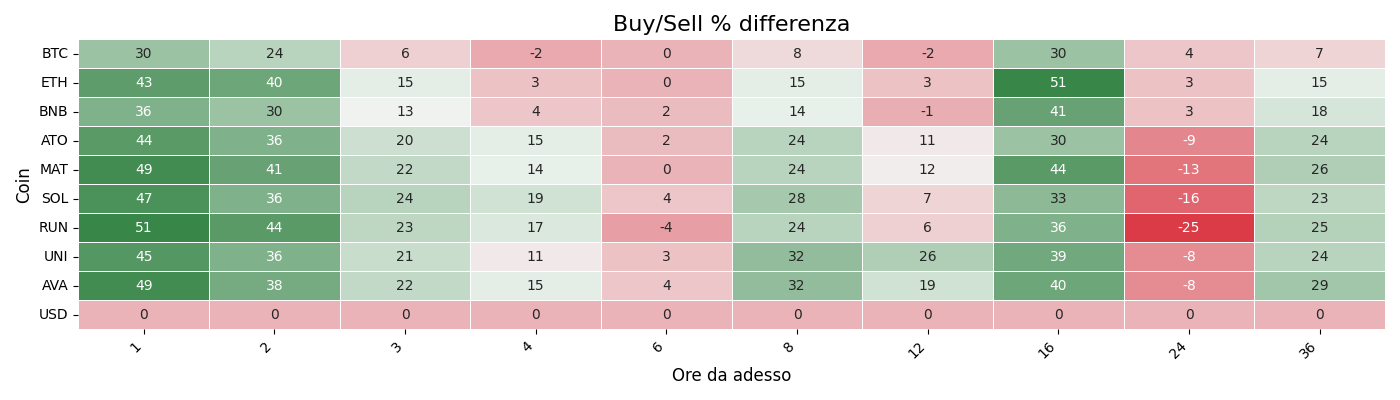 Buy/Sell % differenza
BTC 30 24 6 -2 0 8 -2 30 4 7
ETH 43 40 15 3 0 15 3 51 3 15
BNB 36 30 13 4 2 14 -1 41 3 18
ATO 44 36 20 15 2 24 11 30 -9 24
MAT 49 41 22 14 0 24 12 44 -13 26
SOL 47 36 24 19 4 28 7 33 -16 23
RUN 51 44 23 17 -4 24 6 36 -25 25
UNI 45 36 21 11 3 32 26 39 -8 24
AVA 49 38 22 15 4 32 19 40 -8 29
USD 0 0 0 0 0 0 0 0 0 0
Coin
1 2 3 4 6 8 12 16 24 36
Ore da adesso